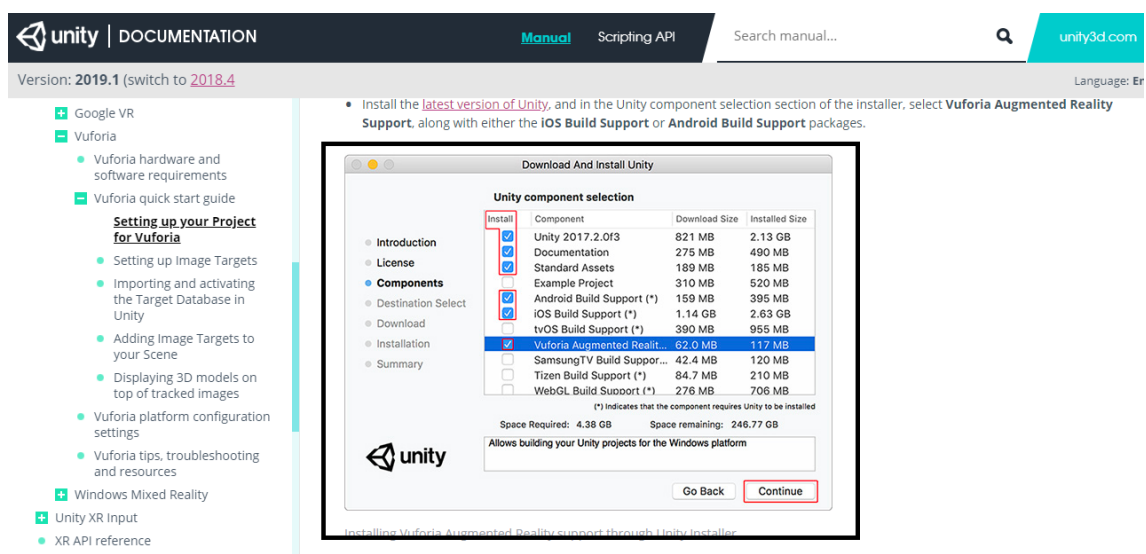 unity | DOCUMENTATION
Manual
Scripting API
Search manual...
unity3d.com
Version: 2019.1 (switch to 2018.4
Language: En
Google VR
Vuforia
Vuforia hardware and
software requirements
Vuforia quick start guide
Setting up your Project
for Vuforia
Setting up Image Targets
Importing and activating
the Target Database in
Unity
Adding Image Targets to
your Scene
Displaying 3D models on
top of tracked images
Vuforia platform configuration
settings
Vuforia tips, troubleshooting
and resources
Windows Mixed Reality
Unity XR Input
XR API reference
Install the latest version of Unity, and in the Unity component selection section of the installer, select Vuforia Augmented Reality
Support, along with either the iOS Build Support or Android Build Support packages.
Download And Install Unity
Unity component selection
Introduction
License
Components
Destination Select
Download
Installation
Summary
Install Component Download Size Installed Size
Unity 2017.2.0f3 821 MB 2.13 GB
Documentation 275 MB 490 MB
Standard Assets 189 MB 185 MB
Example Project 310 MB 520 MB
Android Build Support (*) 159 MB 395 MB
iOS Build Support (*) 1.14 GB 2.63 GB
tvOS Build Support (*) 390 MB 955 MB
Vuforia Augmented Realit... 62.0 MB 117 MB
SamsungTV Build Suppor... 42.4 MB 120 MB
Tizen Build Support (*) 84.7 MB 210 MB
WebGL Build Support (*) 276 MB 706 MB
(*) Indicates that the component requires Unity to be installed
Space Required: 4.38 GB Space remaining: 246.77 GB
Allows building your Unity projects for the Windows platform
unity
Go Back
Continue
Installing Vuforia Augmented Reality support through Unity Installer